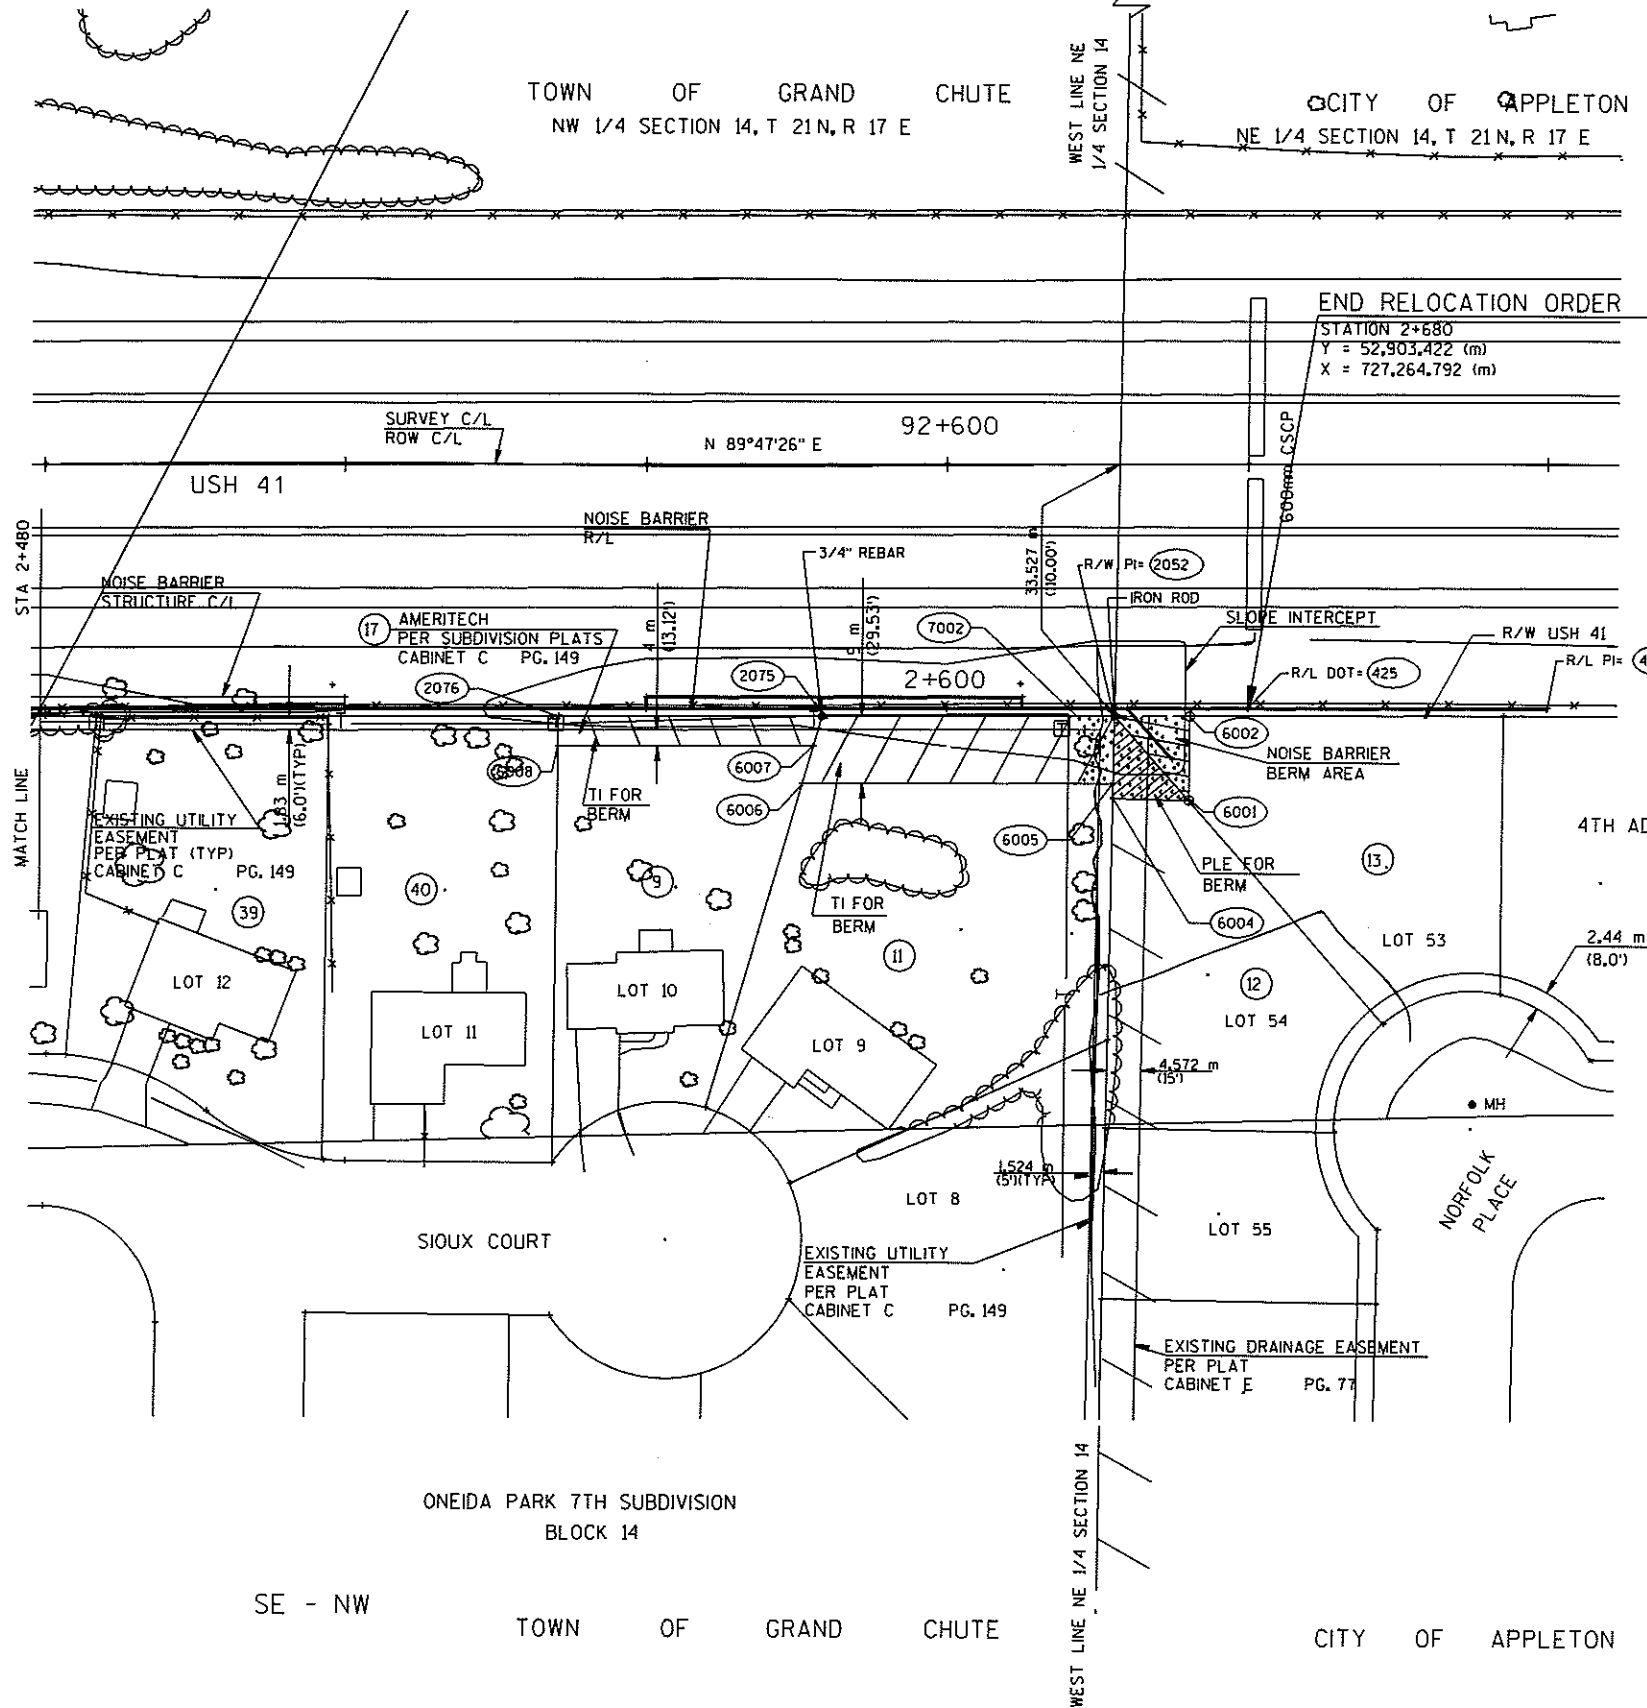 TOWN OF GRAND CHUTE
NW 1/4 SECTION 14, T 21 N, R 17 E
WEST LINE NE
1/4 SECTION 14
CITY OF APPLETON
NE 1/4 SECTION 14, T 21 N, R 17 E
END RELOCATION ORDER
STATION 2+680
Y = 52,903.422 (m)
X = 727,264.792 (m)
SURVEY C/L
ROW C/L
N 89°47'26" E
92+600
USH 41
600mm CSCP
STA 2+480
MATCH LINE
NOISE BARRIER
R/L
3/4" REBAR
33.527 m
R/W PI= 2052
IRON ROD
NOISE BARRIER
STRUCTURE C/L
17 AMERITECH
PER SUBDIVISION PLATS
CABINET C PG. 149
4 m
(13.12')
9 m
(29.53')
7002
SLOPE INTERCEPT
R/W USH 41
R/L PI=
R/L DOT= 425
2076
2075
2+600
6002
NOISE BARRIER
BERM AREA
6007
6006
TI FOR
BERM
1.83 m
(6.0')(TYP)
EXISTING UTILITY
EASEMENT
PER PLAT (TYP)
CABINET C PG. 149
6001
6005
PLE FOR
BERM
13
4TH AD
39
40
9
TI FOR
BERM
6004
11
LOT 53
2.44 m
(8.0')
LOT 12
LOT 11
LOT 10
LOT 9
12
LOT 54
4.572 m
(15')
MH
1.524
(5')(TYP)
LOT 8
LOT 55
NORFOLK
PLACE
SIOUX COURT
EXISTING UTILITY
EASEMENT
PER PLAT
CABINET C PG. 149
EXISTING DRAINAGE EASEMENT
PER PLAT
CABINET E PG. 77
WEST LINE NE 1/4 SECTION 14
ONEIDA PARK 7TH SUBDIVISION
BLOCK 14
SE - NW
TOWN OF GRAND CHUTE
CITY OF APPLETON